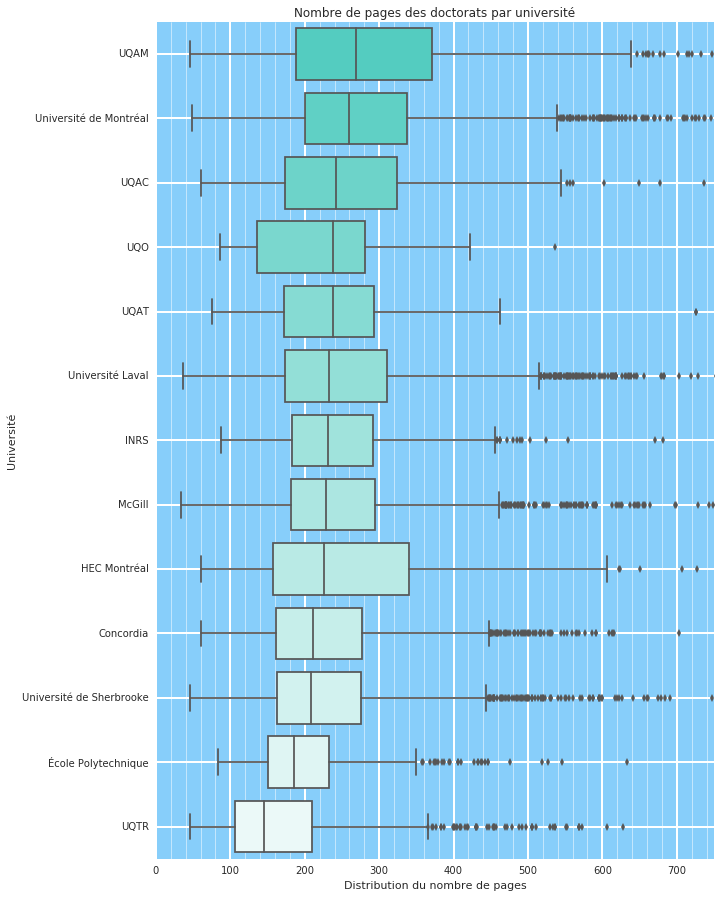 Nombre de pages des doctorats par université
UQAM
Université de Montréal
UQAC
UQO
UQAT
Université Laval
INRS
McGill
HEC Montréal
Concordia
Université de Sherbrooke
École Polytechnique
UQTR
Université
0 100 200 300 400 500 600 700
Distribution du nombre de pages